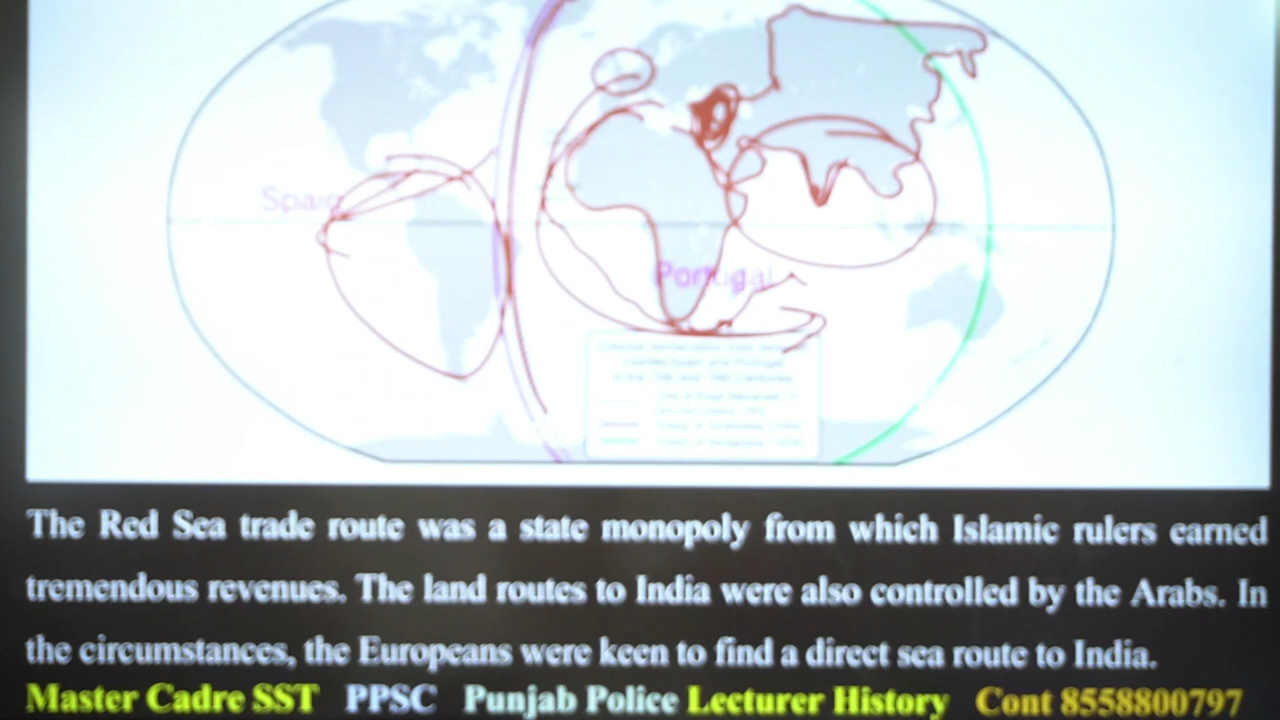 Spain
Portugal
The Red Sea trade route was a state monopoly from which Islamic rulers earned
tremendous revenues. The land routes to India were also controlled by the Arabs. In
the circumstances, the Europeans were keen to find a direct sea route to India.
Master Cadre SST PPSC Punjab Police Lecturer History Cont 8558800797